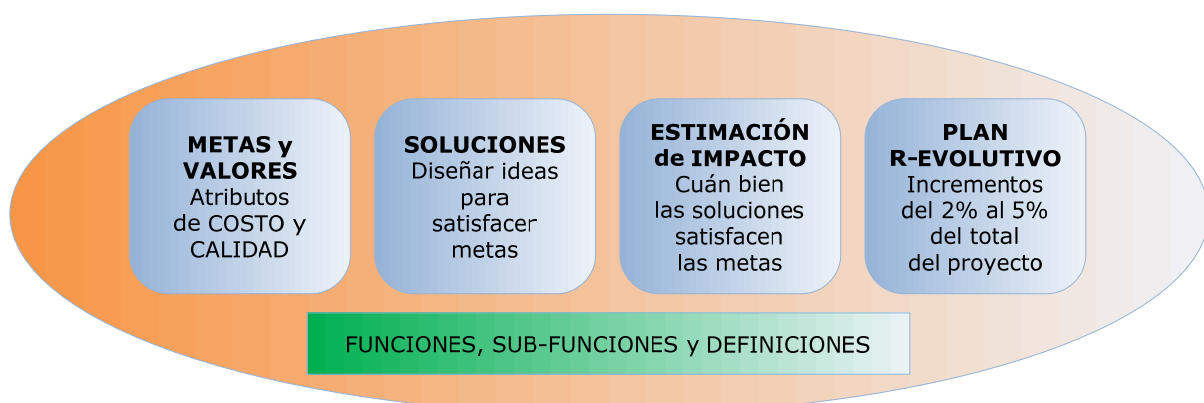 METAS y
VALORES
Atributos
de COSTO y
CALIDAD
SOLUCIONES
Diseñar ideas
para
satisfacer
metas
ESTIMACIÓN
de IMPACTO
Cuán bien
las soluciones
satisfacen
las metas
PLAN
R-EVOLUTIVO
Incrementos
del 2% al 5%
del total
del proyecto
FUNCIONES, SUB-FUNCIONES y DEFINICIONES